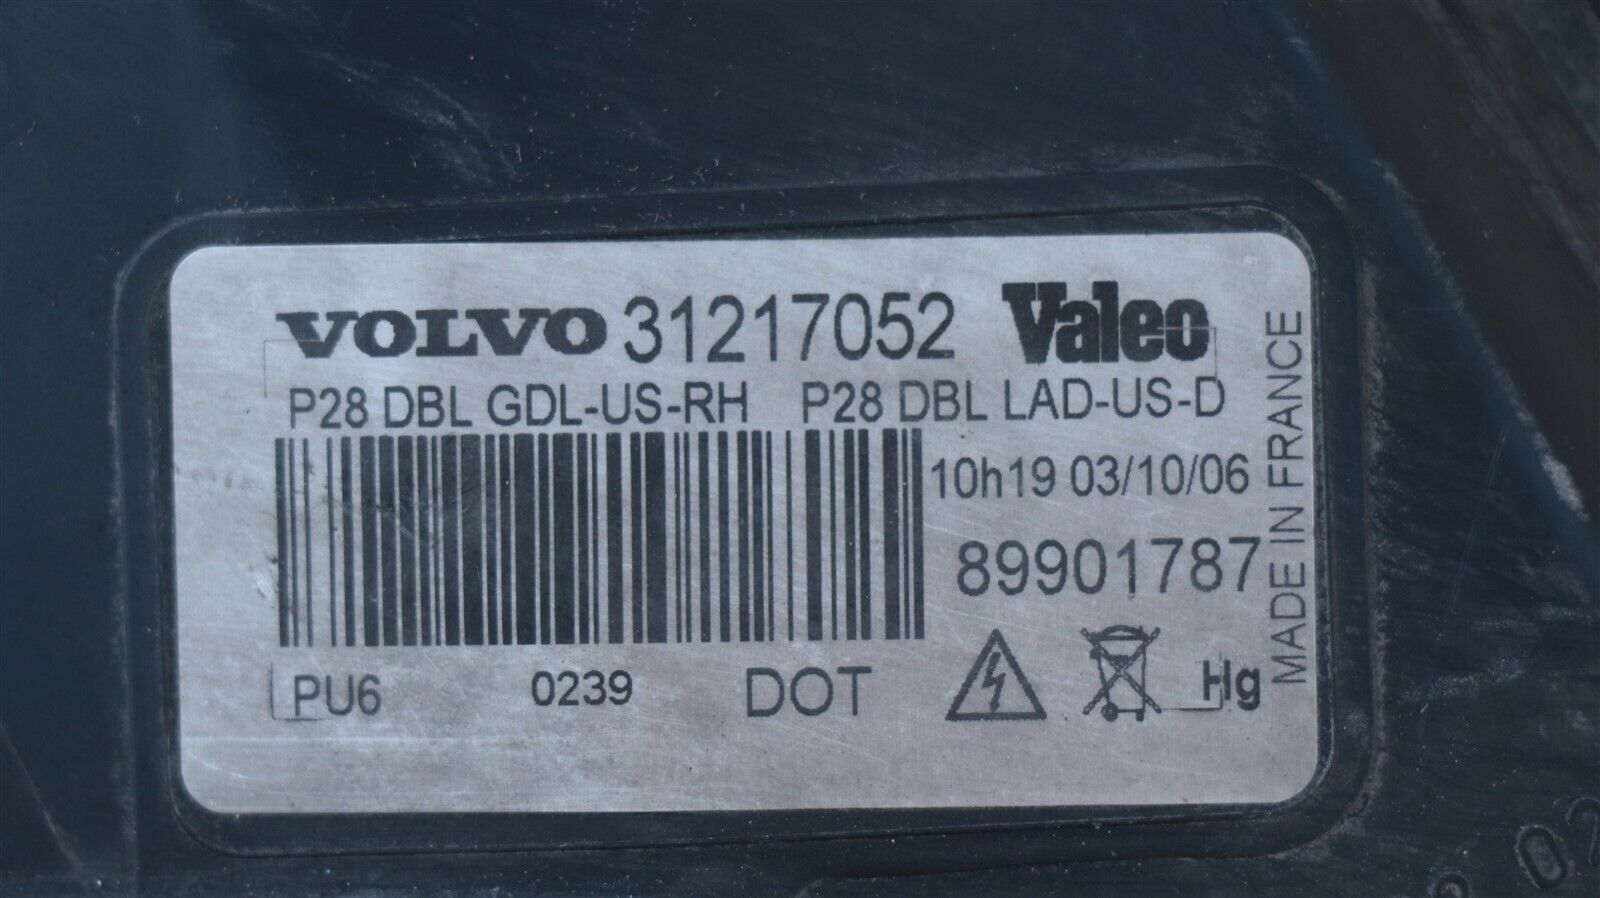 VOLVO 31217052 Valeo
P28 DBL GDL-US-RH P28 DBL LAD-US-D
10h19 03/10/06
89901787
PU6 0239 DOT Hg
MADE IN FRANCE